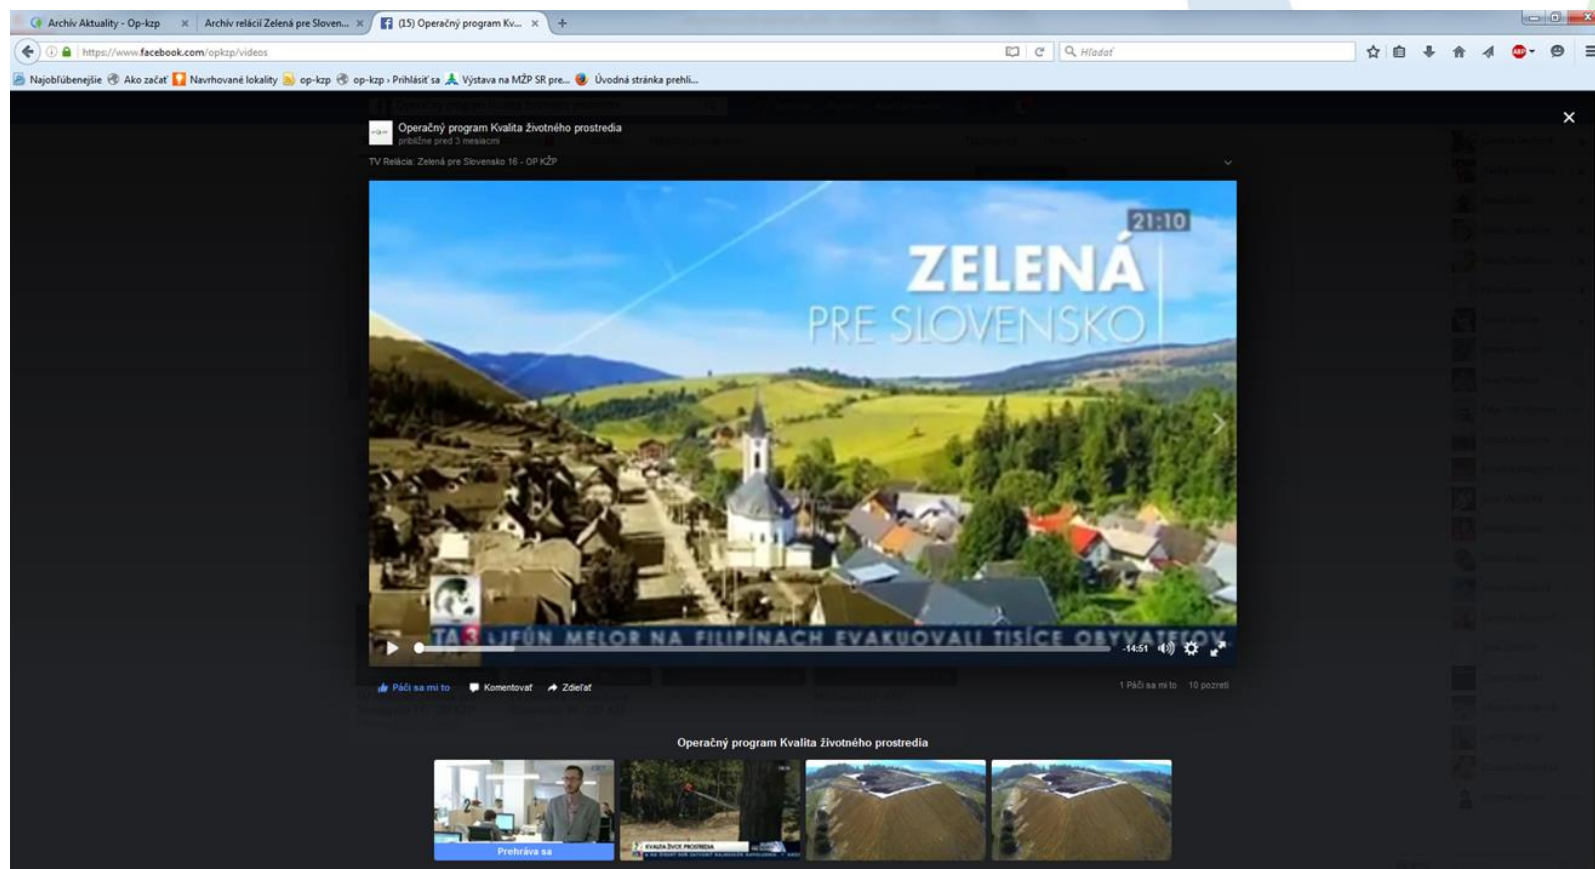 Archív Aktuality - Op-kzp
Archív relácií Zelená pre Sloven...
(15) Operačný program Kv...
https://www.facebook.com/opkzp/videos
Hľadať
ABP
Najobľúbenejšie
Ako začať
Navrhované lokality
op-kzp
op-kzp › Prihlásiť sa
Výstava na MŽP SR pre...
Úvodná stránka prehli...
Operačný program Kvalita životného prostredia
približne pred 3 mesiacmi
TV Relácia: Zelená pre Slovensko 16 - OP KŽP
21:10
ZELENÁ
PRE SLOVENSKO
TA3
JFÚN MELOR NA FILIPÍNACH EVAKUOVALI TISÍCE OBYVATEĽOV
-14:51
Páči sa mi to
Komentovať
Zdieľať
1 Páči sa mi to
10 pozretí
Operačný program Kvalita životného prostredia
Prehráva sa